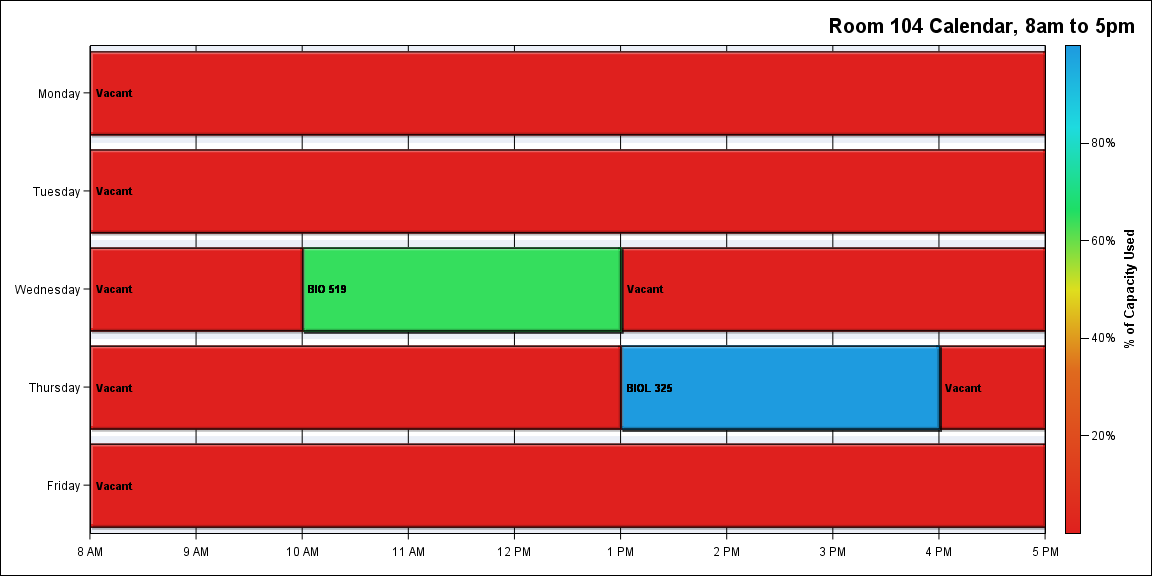 Room 104 Calendar, 8am to 5pm
Monday
Vacant
Tuesday
Vacant
Wednesday
Vacant
BIO 519
Vacant
Thursday
Vacant
BIOL 325
Vacant
Friday
Vacant
8 AM
9 AM
10 AM
11 AM
12 PM
1 PM
2 PM
3 PM
4 PM
5 PM
80%
60%
40%
20%
% of Capacity Used